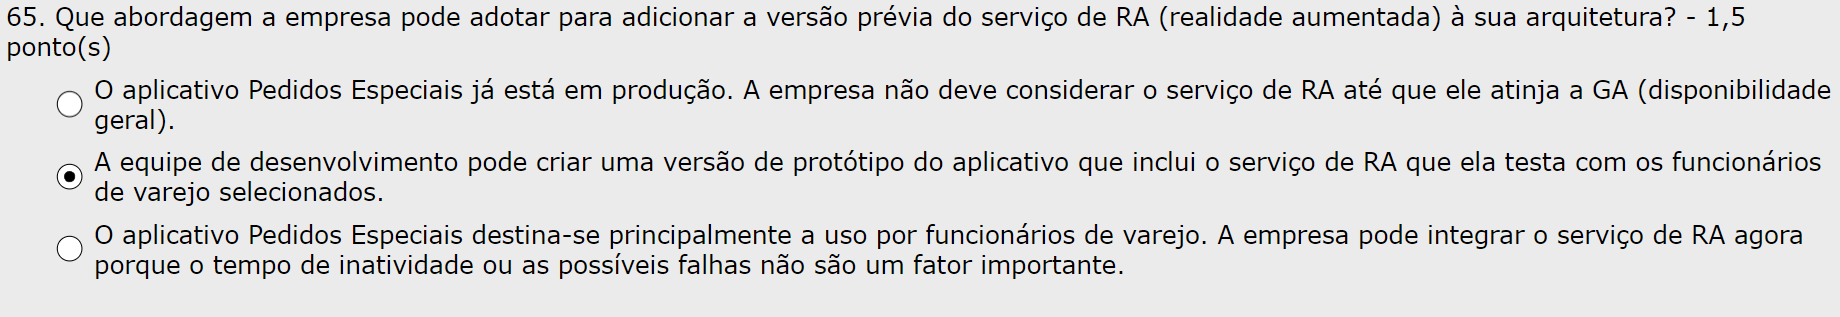 65. Que abordagem a empresa pode adotar para adicionar a versão prévia do serviço de RA (realidade aumentada) à sua arquitetura? - 1,5
ponto(s)
O aplicativo Pedidos Especiais já está em produção. A empresa não deve considerar o serviço de RA até que ele atinja a GA (disponibilidade
geral).
A equipe de desenvolvimento pode criar uma versão de protótipo do aplicativo que inclui o serviço de RA que ela testa com os funcionários
de varejo selecionados.
O aplicativo Pedidos Especiais destina-se principalmente a uso por funcionários de varejo. A empresa pode integrar o serviço de RA agora
porque o tempo de inatividade ou as possíveis falhas não são um fator importante.